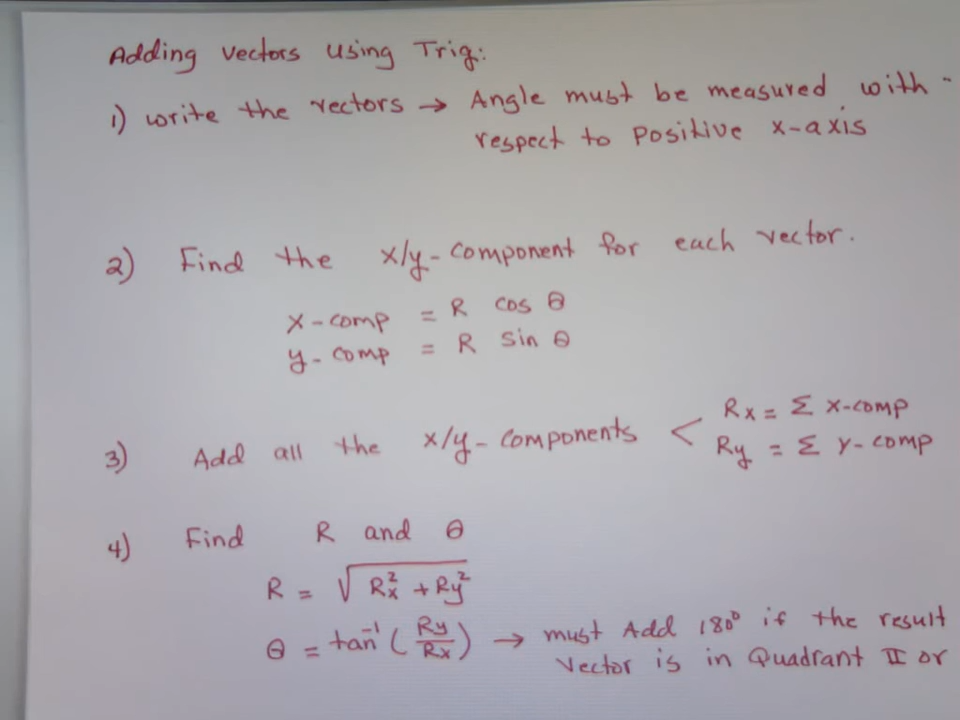 Adding vectors using Trig:
1) write the vectors → Angle must be measured with
respect to positive x-axis
2) Find the x/y-component for each vector.
x-comp = R cos θ
y-comp = R sin θ
3) Add all the x/y-components < Rx = Σ x-comp
Ry = Σ y-comp
4) Find R and θ
R = √(Rx² + Ry²)
θ = tan⁻¹ (Ry/Rx) → must Add 180° if the result
vector is in Quadrant II or